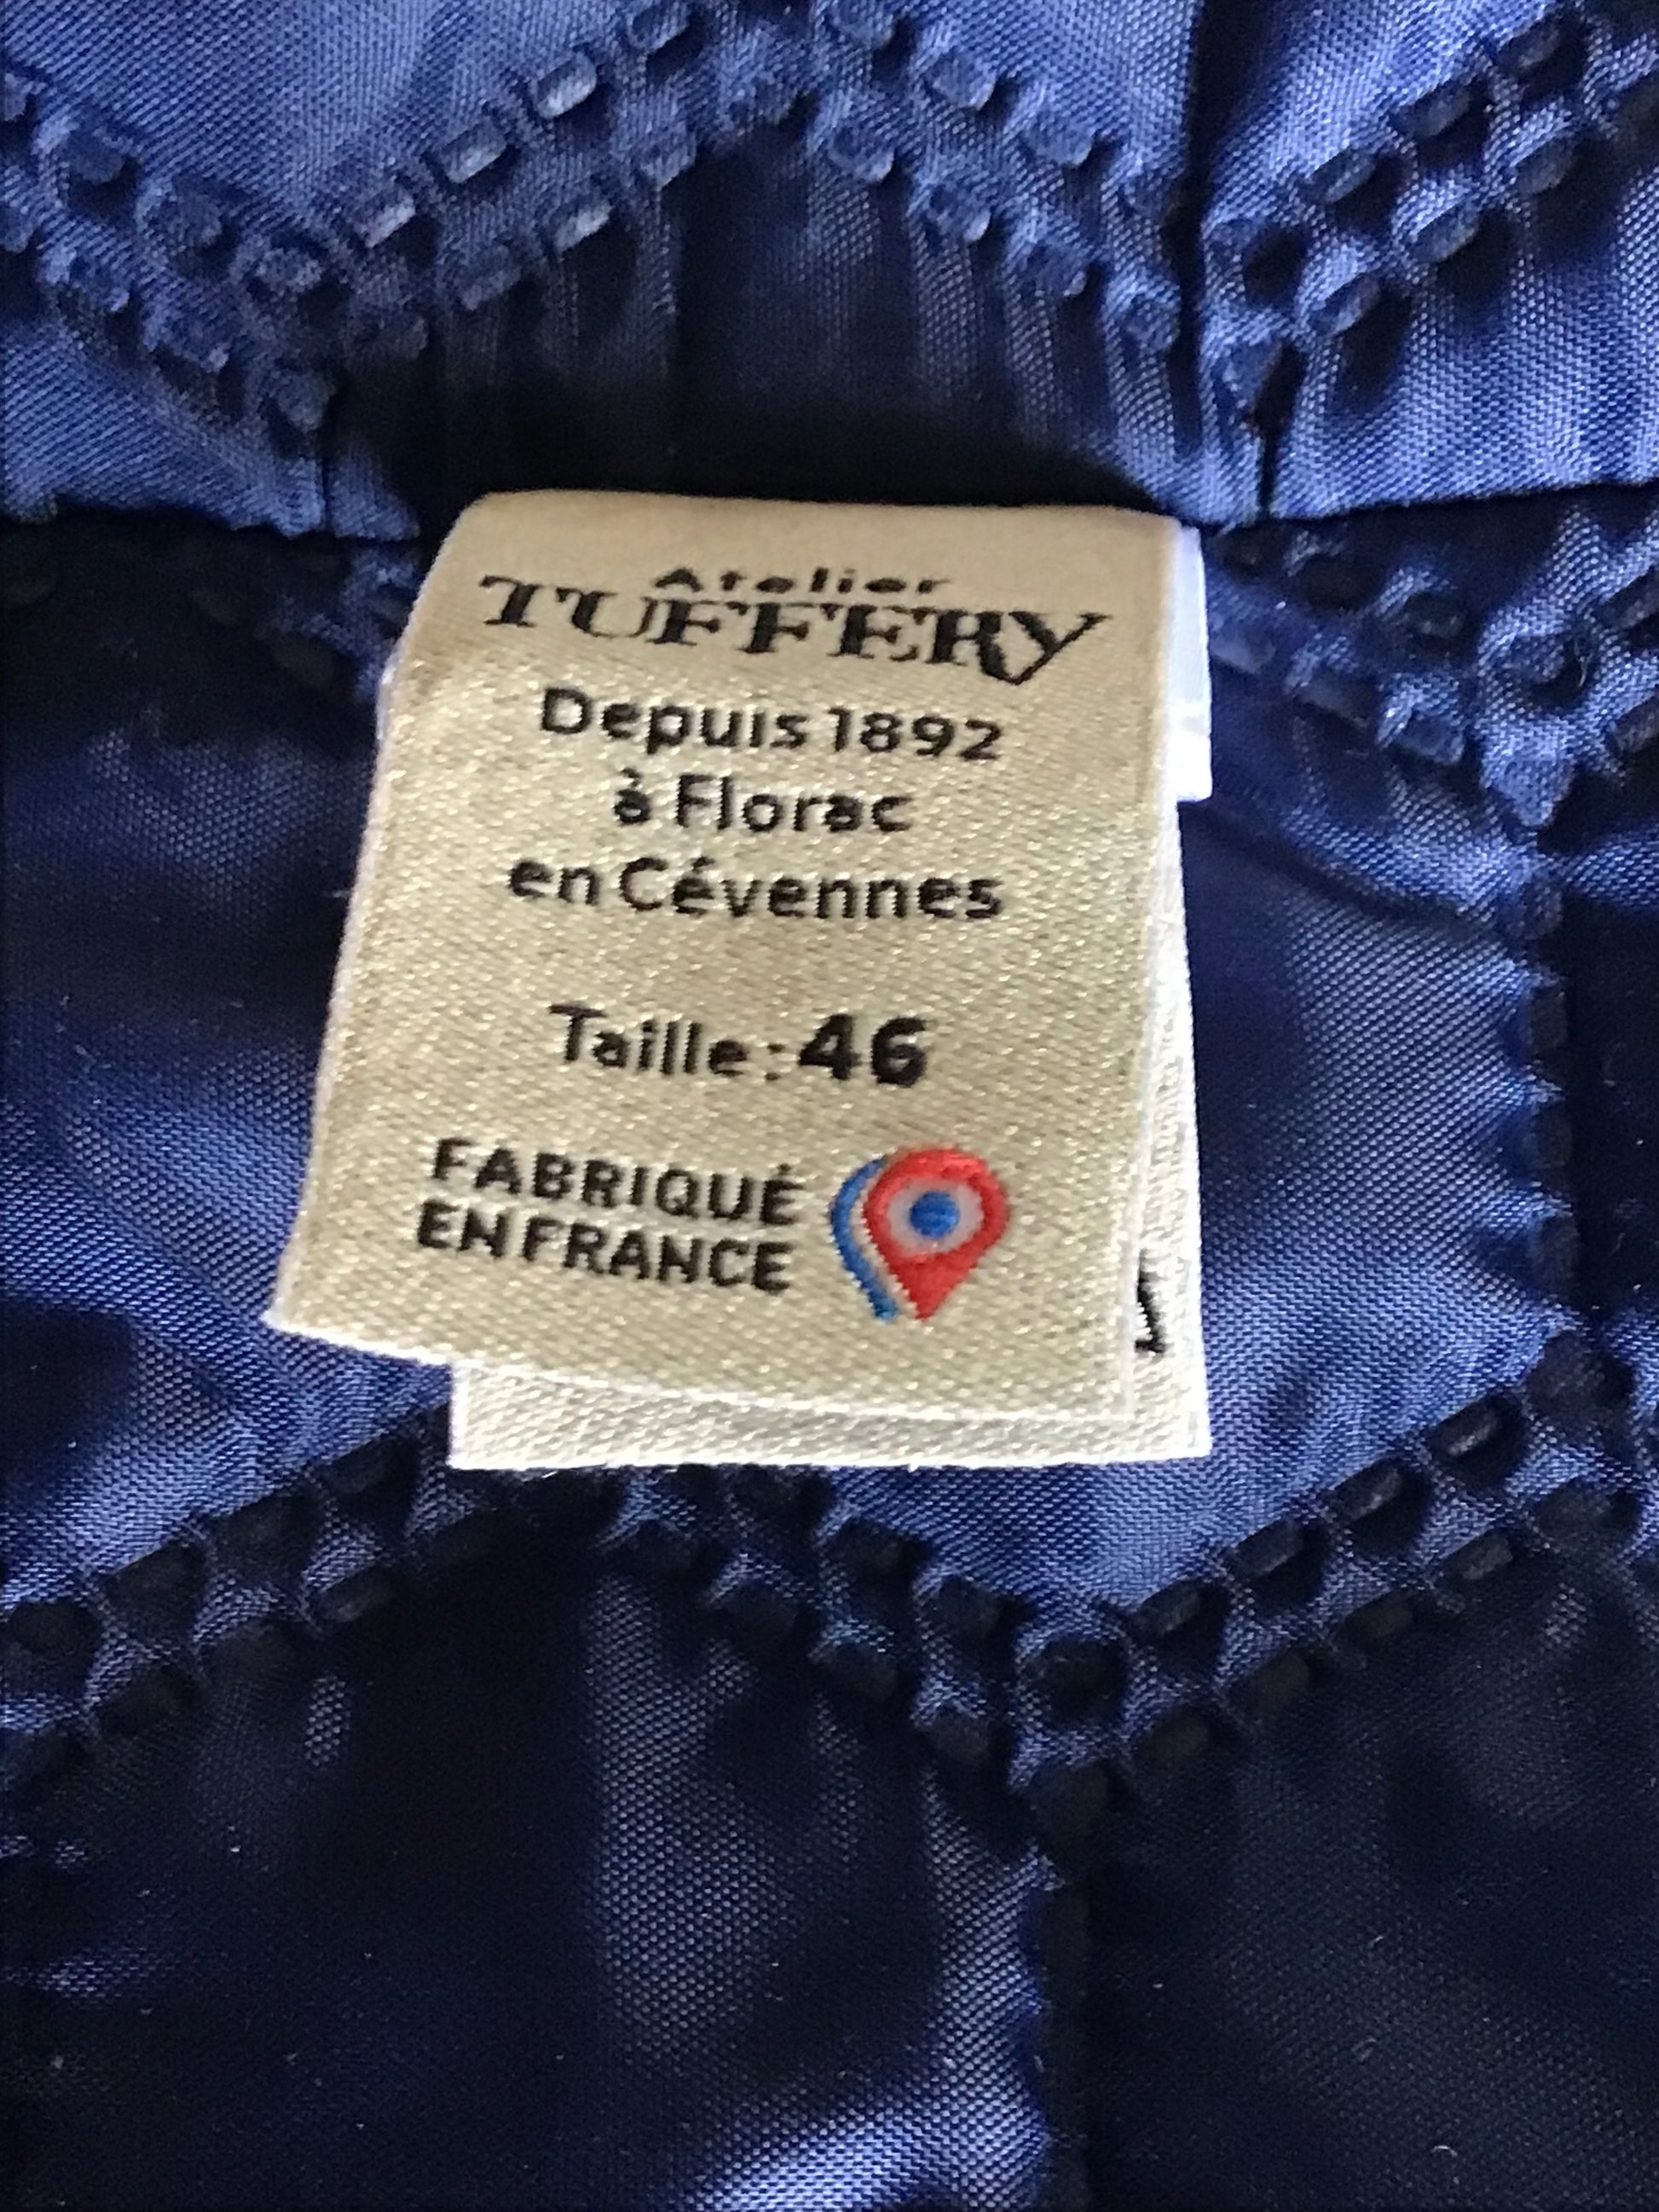 Atelier
TUFFERY
Depuis 1892
à Florac
en Cévennes
Taille : 46
FABRIQUÉ
EN FRANCE